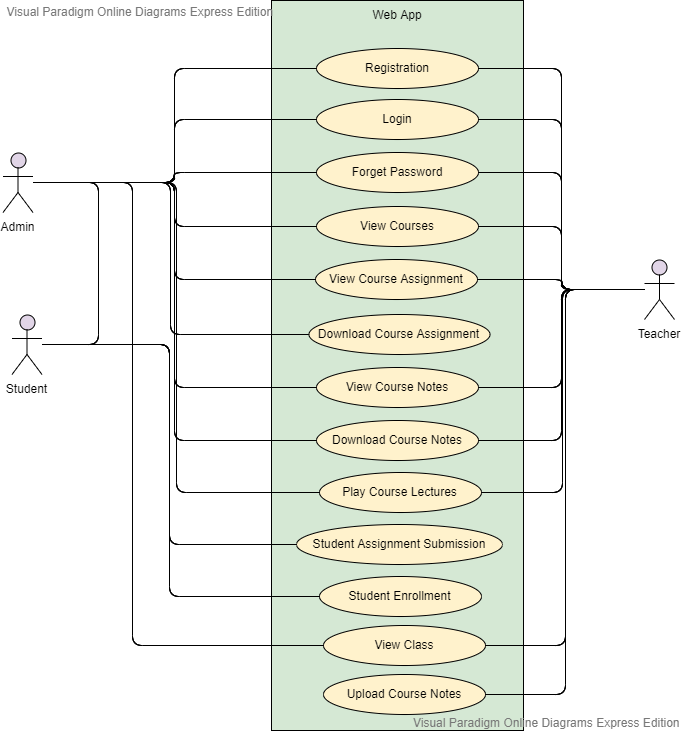 Visual Paradigm Online Diagrams Express Edition
Web App
Registration
Login
Forget Password
Admin
View Courses
View Course Assignment
Teacher
Download Course Assignment
Student
View Course Notes
Download Course Notes
Play Course Lectures
Student Assignment Submission
Student Enrollment
View Class
Upload Course Notes
Visual Paradigm Online Diagrams Express Edition